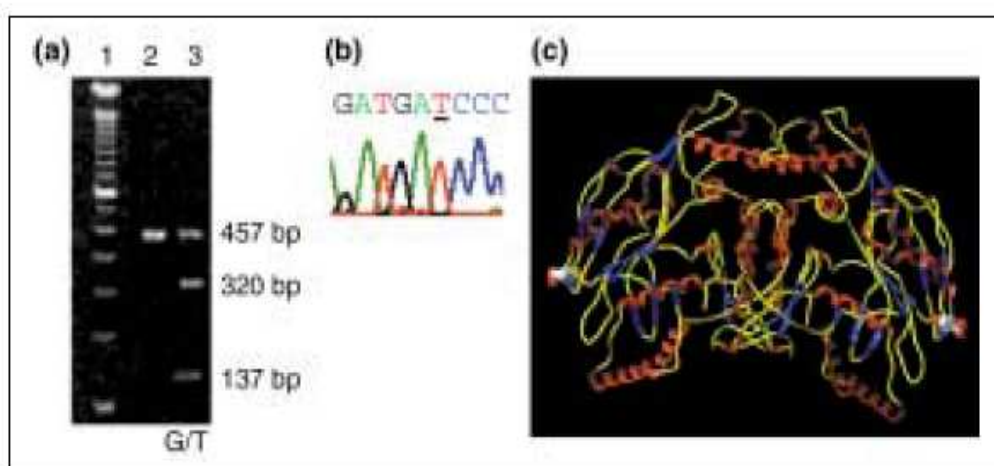 (a) 1 2 3
457 bp
320 bp
137 bp
G/T
(b)
GATGATCCC
(c)